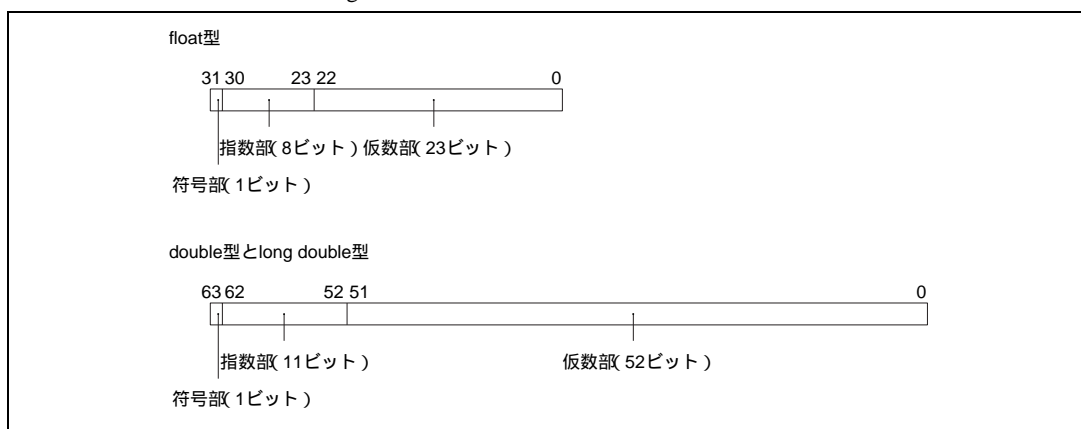 float型
31 30 23 22 0
指数部(8ビット) 仮数部(23ビット)
符号部(1ビット)
double型とlong double型
63 62 52 51 0
指数部(11ビット) 仮数部(52ビット)
符号部(1ビット)